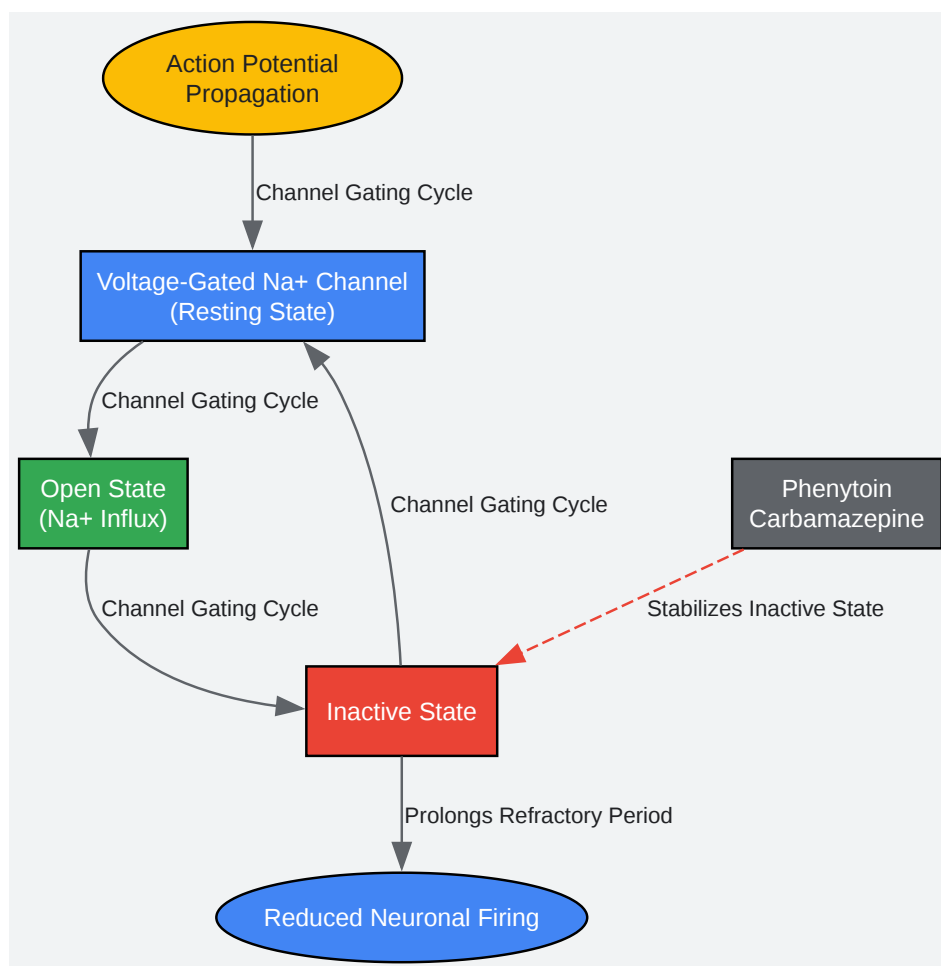 Action Potential
Propagation
Channel Gating Cycle
Voltage-Gated Na+ Channel
(Resting State)
Channel Gating Cycle
Open State
(Na+ Influx)
Channel Gating Cycle
Phenytoin
Carbamazepine
Channel Gating Cycle
Stabilizes Inactive State
Inactive State
Prolongs Refractory Period
Reduced Neuronal Firing